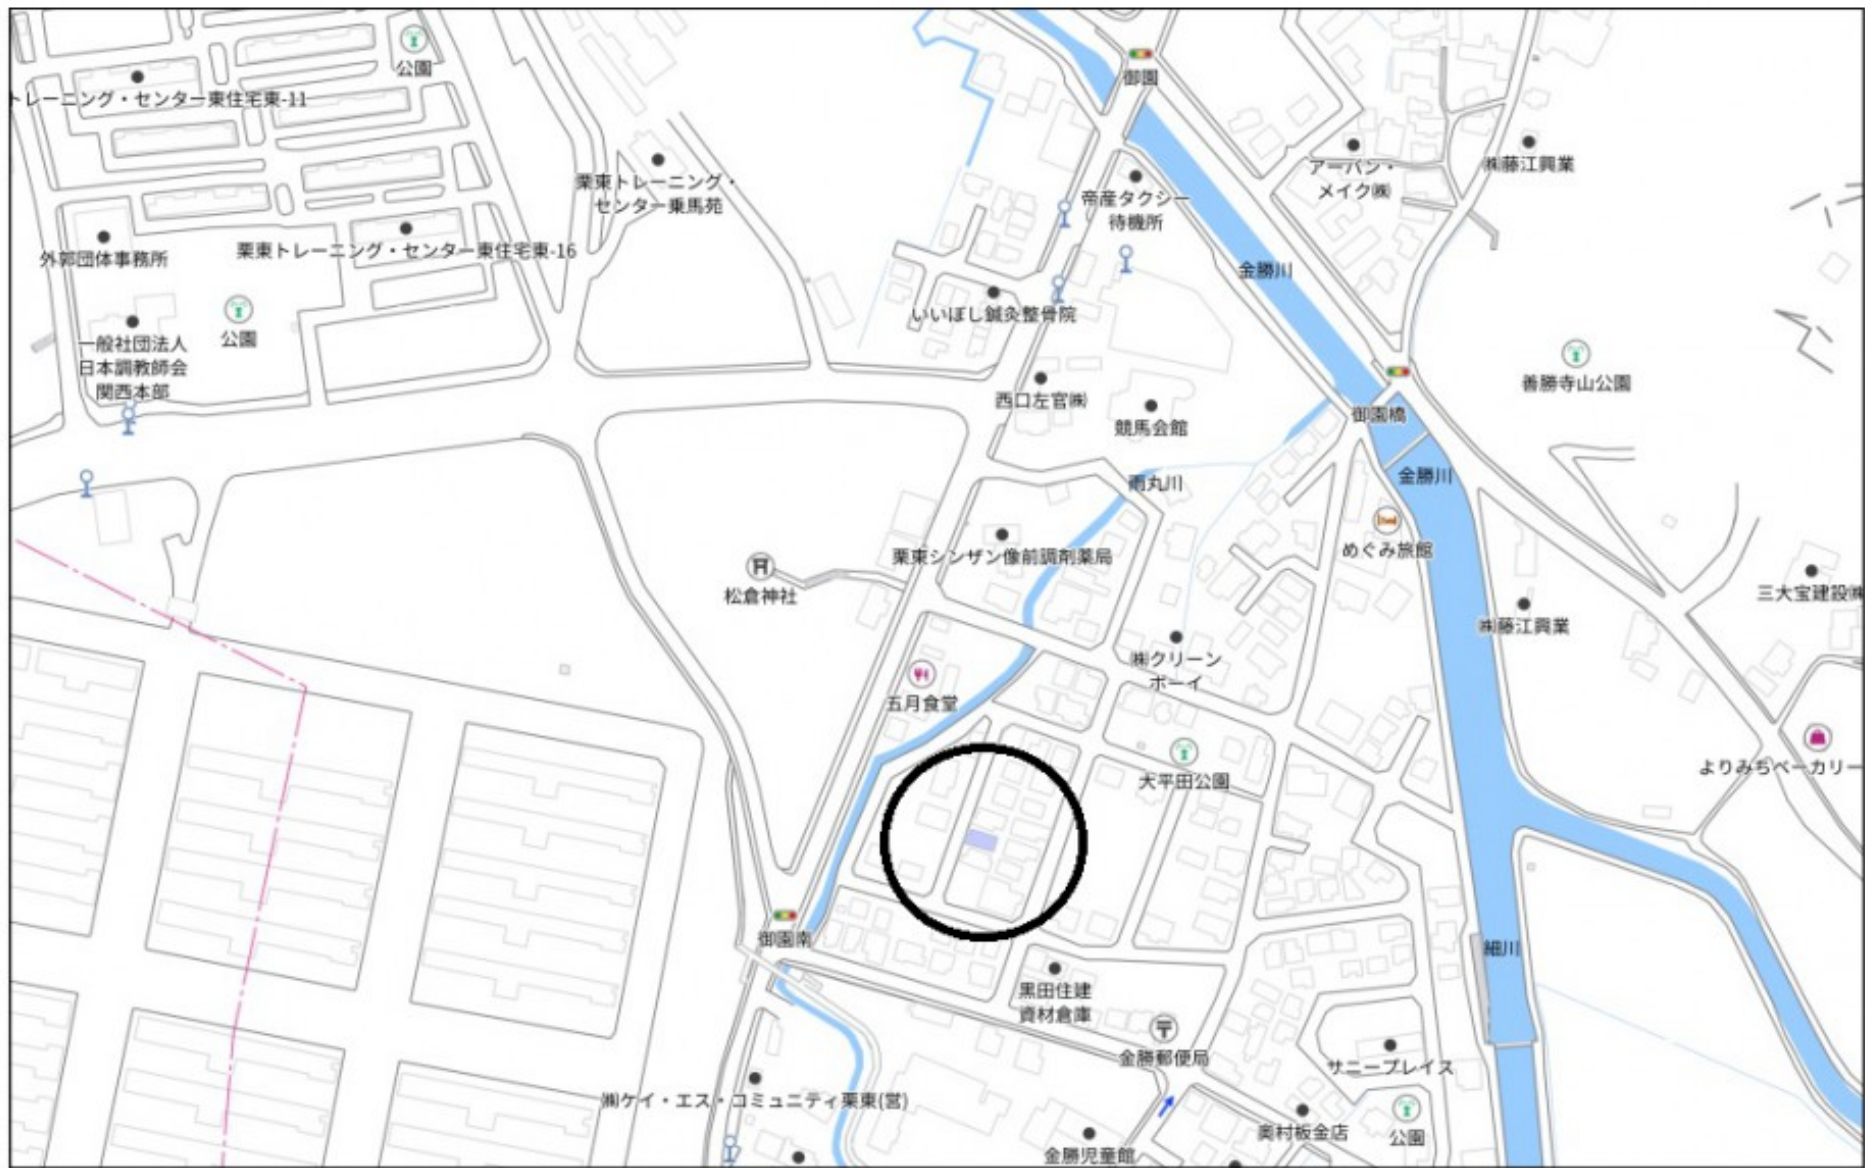 公園
トレーニング・センター東住宅東-11
御園
栗東トレーニング・
センター乗馬苑
アーバン・
メイク㈱
㈱藤江興業
帝産タクシー
待機所
外郭団体事務所
栗東トレーニング・センター東住宅東-16
金勝川
公園
いいぼし鍼灸整骨院
一般社団法人
日本調教師会
関西本部
西口左官㈱
競馬会館
御園橋
善勝寺山公園
雨丸川
金勝川
栗東シンザン像前調剤薬局
めぐみ旅館
松倉神社
三大宝建設㈱
㈱藤江興業
㈱クリーン
ボーイ
五月食堂
大平田公園
よりみちベーカリー
御園南
細川
黒田住建
資材倉庫
金勝郵便局
サニープレイス
㈱ケイ・エス・コミュニティ栗東(営)
奥村板金店
公園
金勝児童館